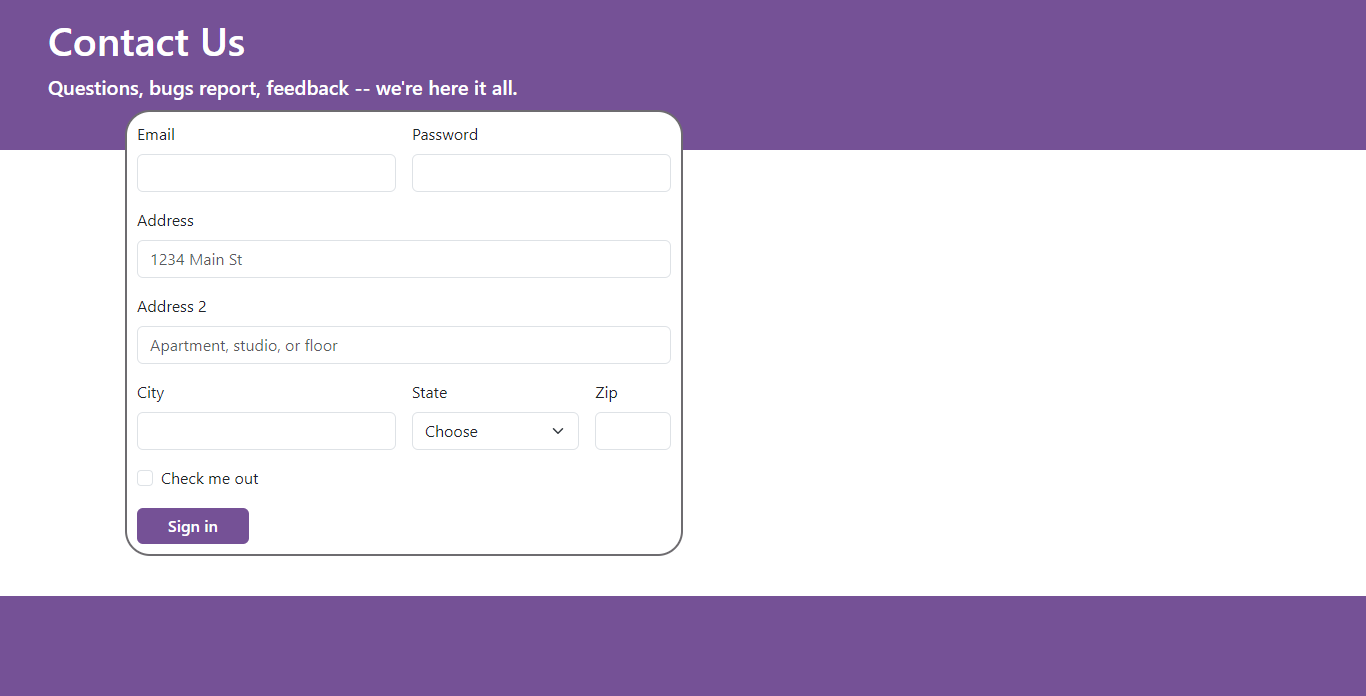 Contact Us
Questions, bugs report, feedback -- we're here it all.
Email Password
Address
1234 Main St
Address 2
Apartment, studio, or floor
City State Zip
Choose
Check me out
Sign in